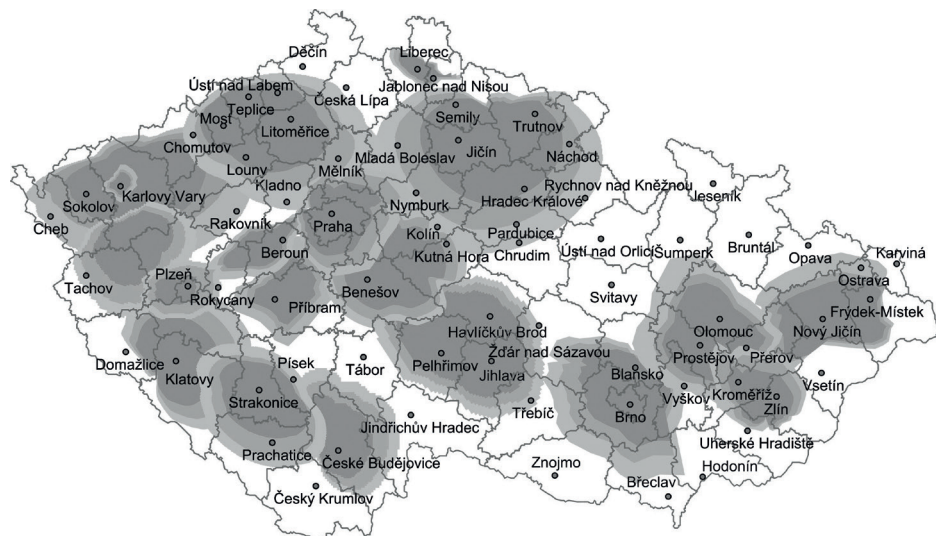 Děčín
Liberec
Ústí nad Labem
Jablonec nad Nisou
Teplice
Česká Lípa
Most
Semily
Trutnov
Litoměřice
Chomutov
Mladá Boleslav
Jičín
Náchod
Louny
Mělník
Kladno
Karlovy Vary
Sokolov
Nymburk
Rychnov nad Kněžnou
Hradec Králové
Jeseník
Cheb
Rakovník
Praha
Kolín
Pardubice
Beroun
Kutná Hora
Chrudim
Ústí nad Orlicí
Šumperk
Bruntál
Opava
Karviná
Plzeň
Tachov
Rokycany
Benešov
Ostrava
Svitavy
Příbram
Frýdek-Místek
Havlíčkův Brod
Olomouc
Nový Jičín
Žďár nad Sázavou
Prostějov
Přerov
Domažlice
Písek
Pelhřimov
Tábor
Jihlava
Blansko
Klatovy
Vsetín
Strakonice
Vyškov
Kroměříž
Třebíč
Brno
Zlín
Jindřichův Hradec
Uherské Hradiště
Prachatice
České Budějovice
Znojmo
Hodonín
Břeclav
Český Krumlov